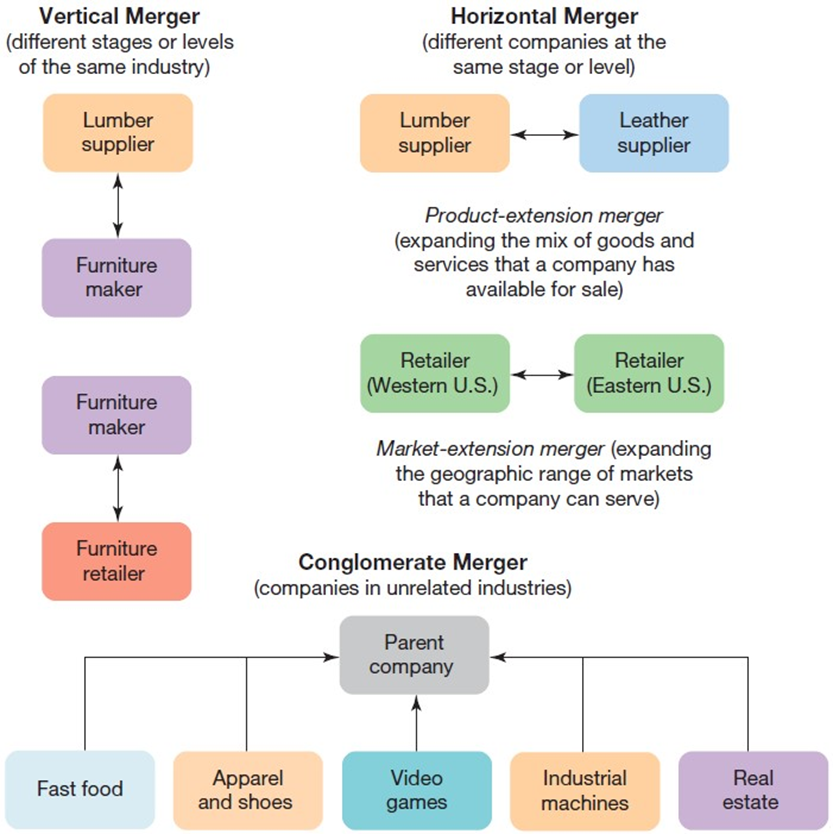 Vertical Merger
(different stages or levels
of the same industry)
Lumber
supplier
Furniture
maker
Furniture
maker
Furniture
retailer
Horizontal Merger
(different companies at the
same stage or level)
Lumber
supplier
Leather
supplier
Product-extension merger
(expanding the mix of goods and
services that a company has
available for sale)
Retailer
(Western U.S.)
Retailer
(Eastern U.S.)
Market-extension merger (expanding
the geographic range of markets
that a company can serve)
Conglomerate Merger
(companies in unrelated industries)
Parent
company
Fast food
Apparel
and shoes
Video
games
Industrial
machines
Real
estate